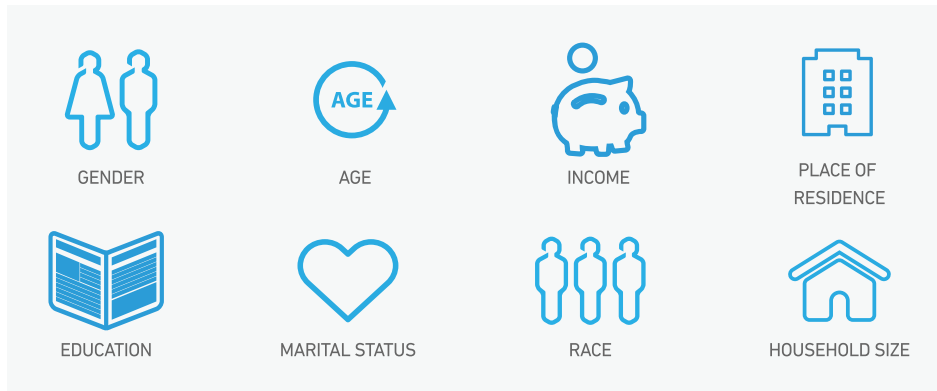 AGE
GENDER
AGE
INCOME
PLACE OF
RESIDENCE
EDUCATION
MARITAL STATUS
RACE
HOUSEHOLD SIZE